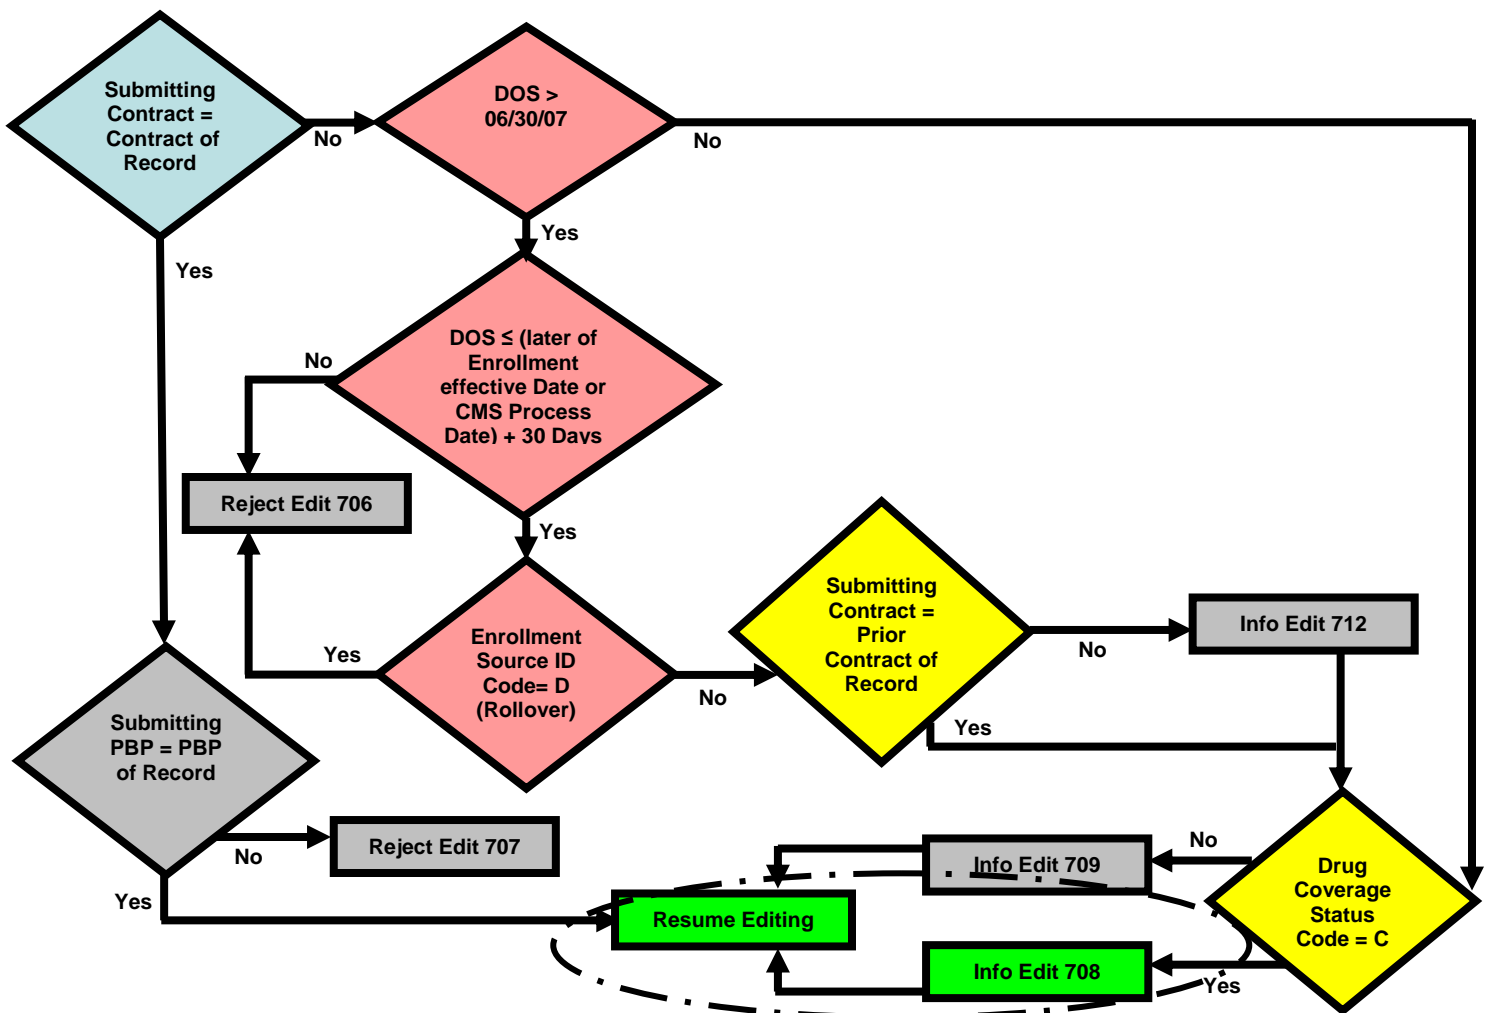 Submitting
Contract =
Contract of
Record
No
DOS >
06/30/07
No
Yes
Yes
DOS ≤ (later of
Enrollment
effective Date or
CMS Process
Date) + 30 Days
No
Reject Edit 706
Yes
Enrollment
Source ID
Code= D
(Rollover)
Yes
No
Submitting
Contract =
Prior
Contract of
Record
No
Info Edit 712
Yes
Submitting
PBP = PBP
of Record
No
Reject Edit 707
Yes
Drug
Coverage
Status
Code = C
No
Info Edit 709
Resume Editing
Info Edit 708
Yes